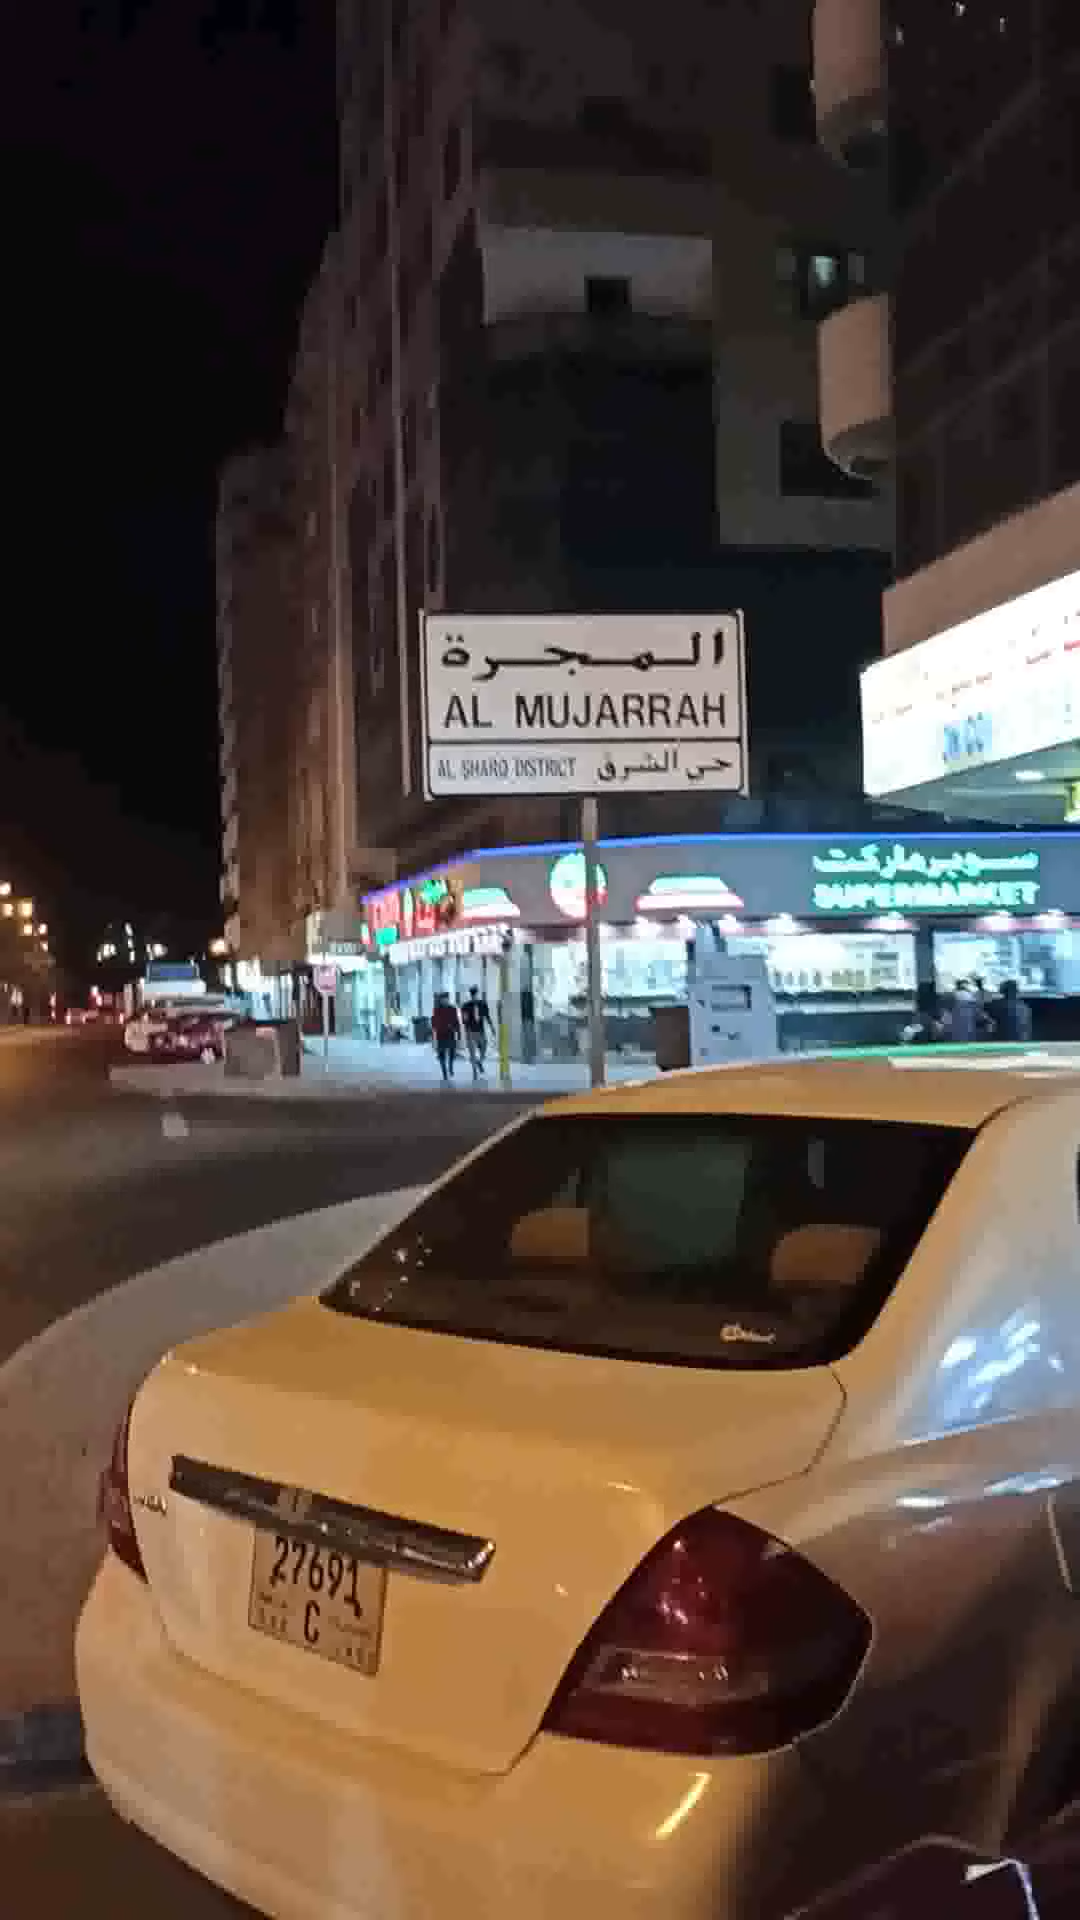 المجرة
AL MUJARRAH
AL SHARQ DISTRICT حي الشرق
سوبرماركت
SUPERMARKET
27691
C